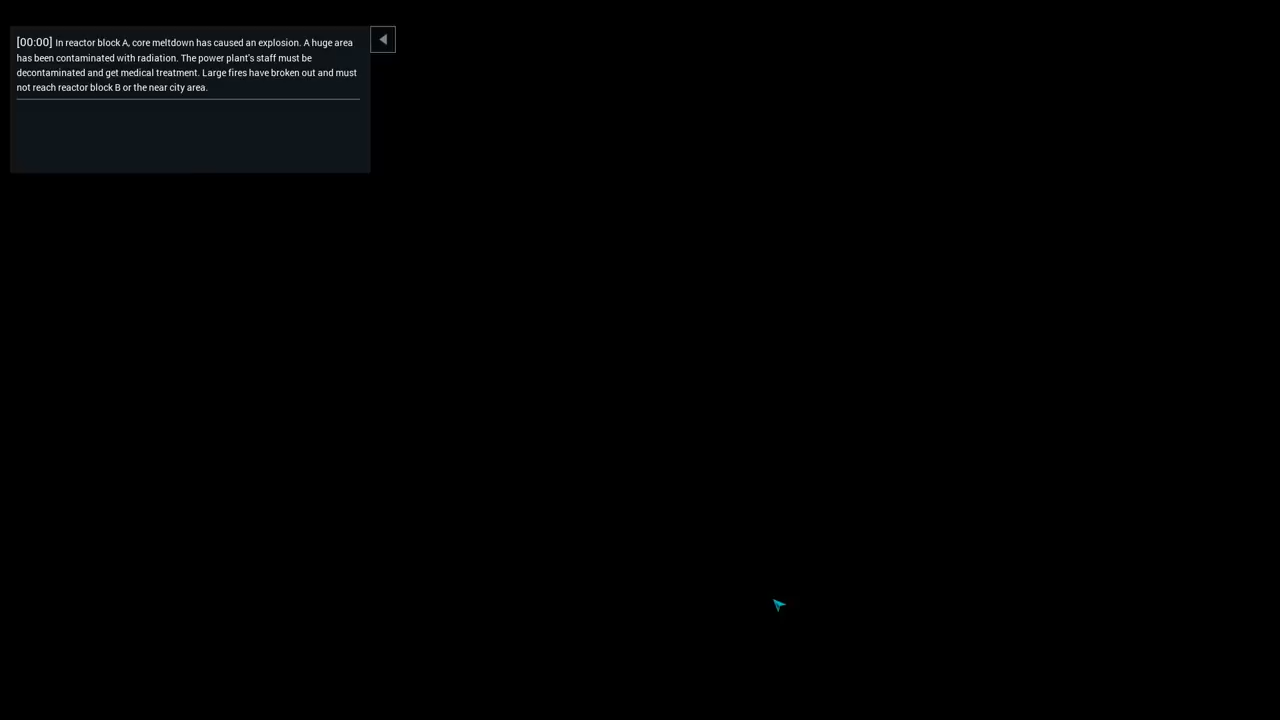 [00:00] In reactor block A, core meltdown has caused an explosion. A huge area
has been contaminated with radiation. The power plant's staff must be
decontaminated and get medical treatment. Large fires have broken out and must
not reach reactor block B or the near city area.